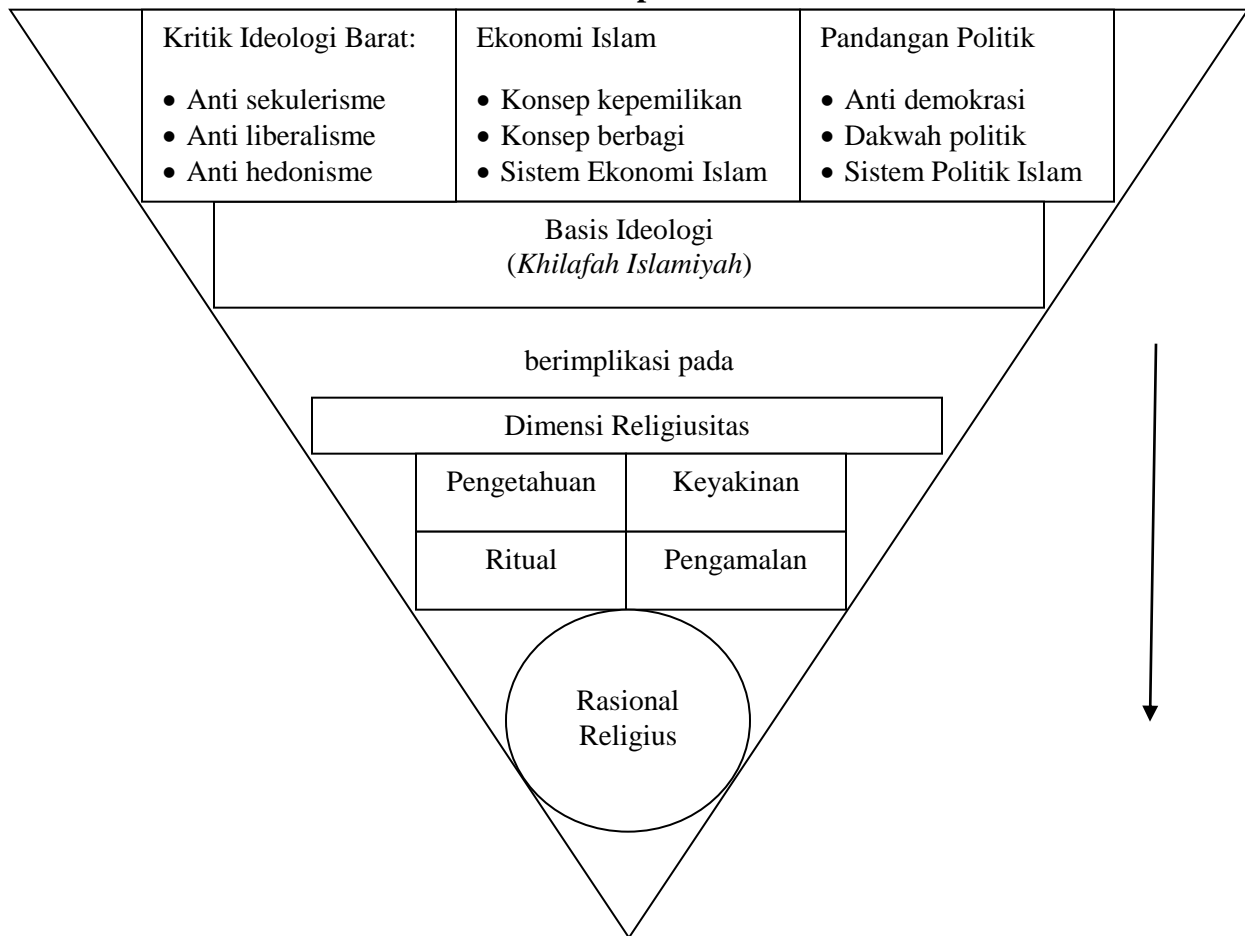 Kritik Ideologi Barat:
• Anti sekulerisme
• Anti liberalisme
• Anti hedonisme
Ekonomi Islam
• Konsep kepemilikan
• Konsep berbagi
• Sistem Ekonomi Islam
Pandangan Politik
• Anti demokrasi
• Dakwah politik
• Sistem Politik Islam
Basis Ideologi
(Khilafah Islamiyah)
berimplikasi pada
Dimensi Religiusitas
Pengetahuan
Keyakinan
Ritual
Pengamalan
Rasional
Religius